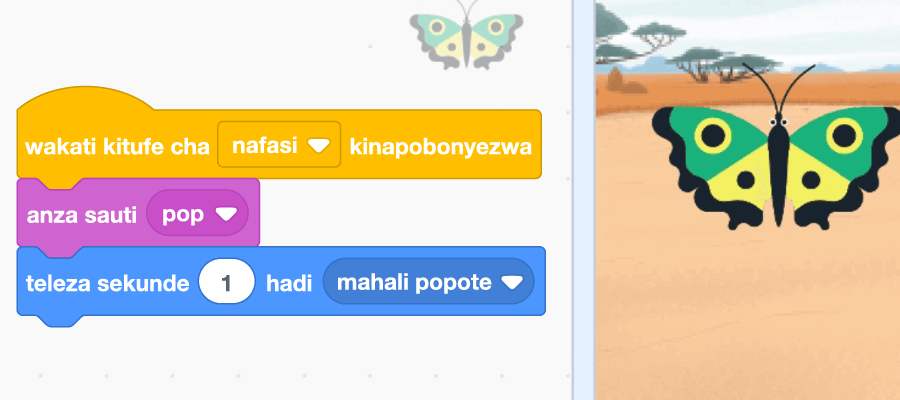 wakati kitufe cha nafasi kinapobonyezwa
anza sauti pop
teleza sekunde 1 hadi mahali popote